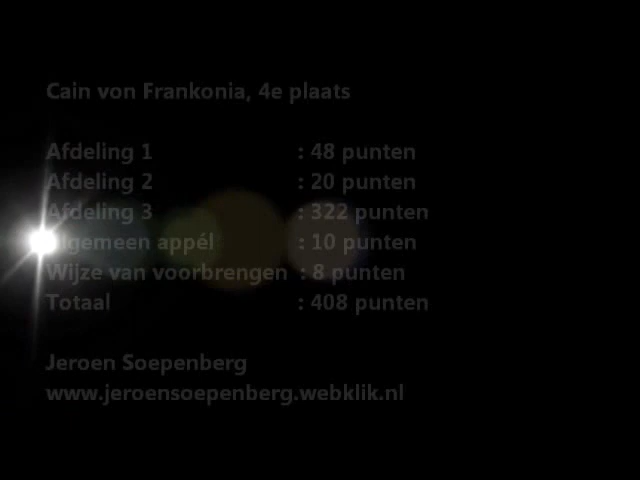 Cain von Frankonia, 4e plaats
Afdeling 1 : 48 punten
Afdeling 2 : 20 punten
Afdeling 3 : 322 punten
Algemeen appél : 10 punten
Wijze van voorbrengen : 8 punten
Totaal : 408 punten
Jeroen Soepenberg
www.jeroensoepenberg.webklik.nl